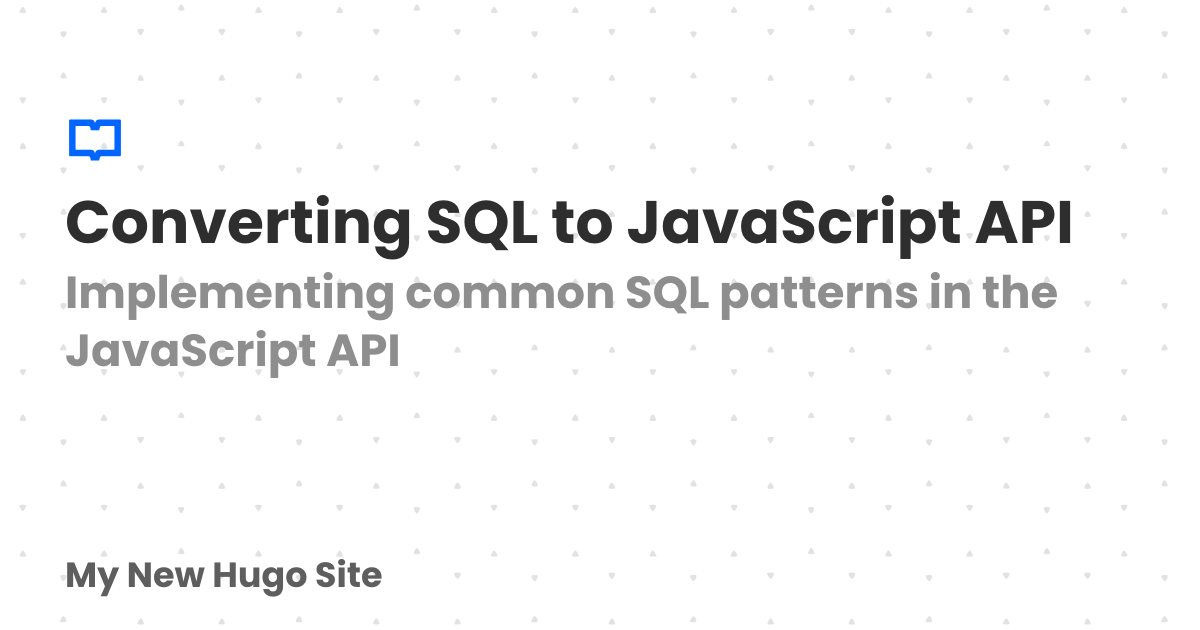 Converting SQL to JavaScript API
Implementing common SQL patterns in the
JavaScript API
My New Hugo Site